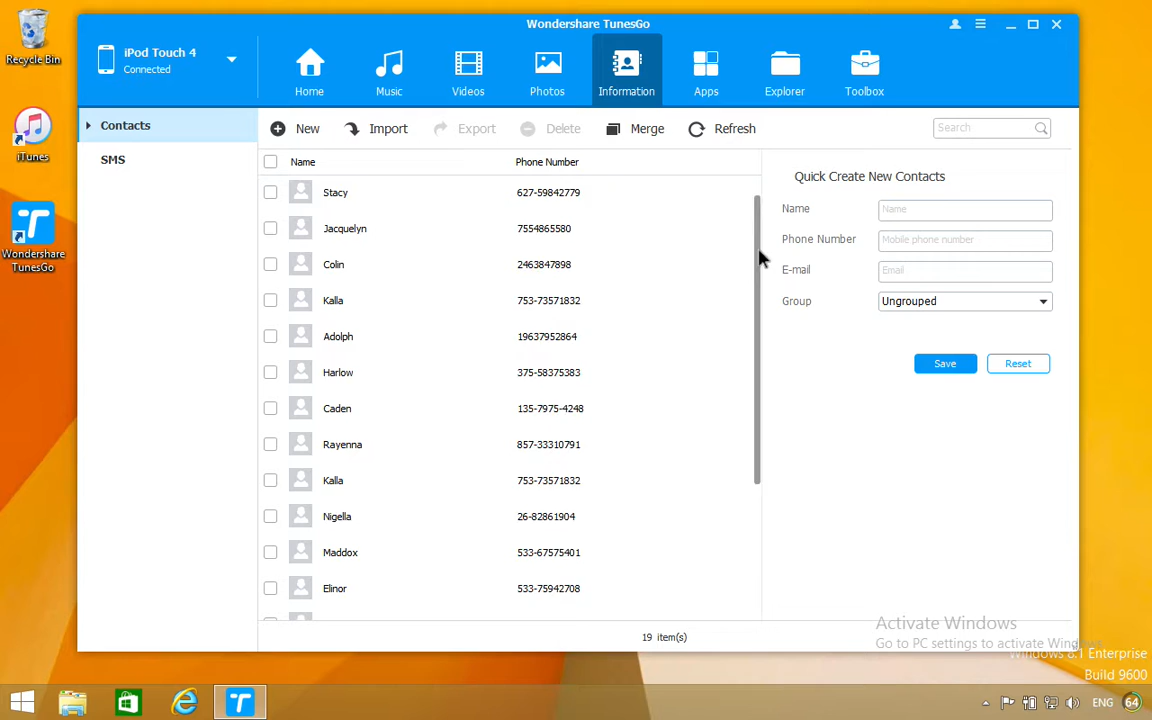 Recycle Bin
iTunes
Wondershare
TunesGo
Wondershare TunesGo
iPod Touch 4
Connected
Home
Music
Videos
Photos
Information
Apps
Explorer
Toolbox
Contacts
SMS
New
Import
Export
Delete
Merge
Refresh
Search
Name Phone Number
Stacy 627-59842779
Jacquelyn 7554865580
Colin 2463847898
Kalla 753-73571832
Adolph 19637952864
Harlow 375-58375383
Caden 135-7975-4248
Rayenna 857-33310791
Kalla 753-73571832
Nigella 26-82861904
Maddox 533-67575401
Elinor 533-75942708
19 item(s)
Quick Create New Contacts
Name Name
Phone Number Mobile phone number
E-mail Email
Group Ungrouped
Save Reset
Activate Windows
Go to PC settings to activate Windows.
Windows 8.1 Enterprise
Build 9600
ENG 64